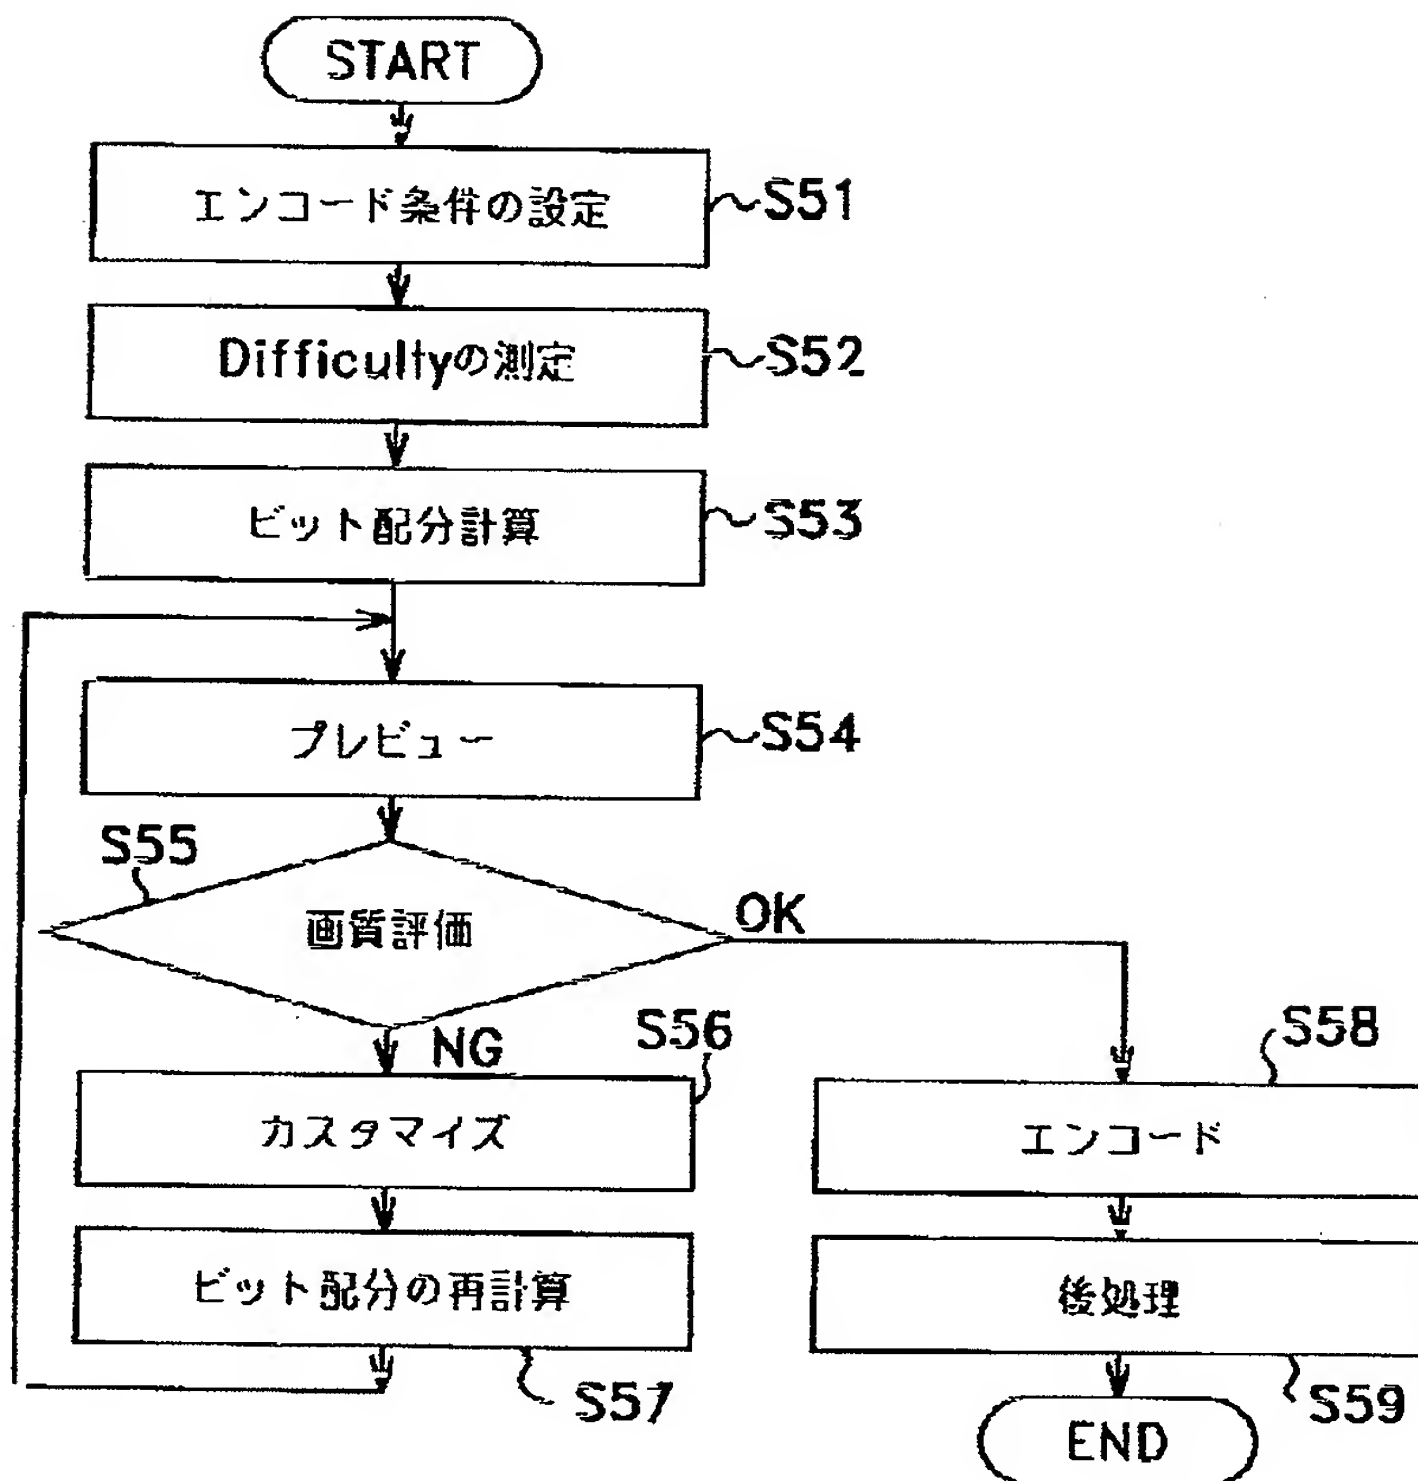 START
エンコード条件の設定
S51
Difficultyの測定
S52
ビット配分計算
S53
プレビュー
S54
S55
画質評価
OK
NG
S56
カスタマイズ
ビット配分の再計算
S57
S58
エンコード
後処理
S59
END